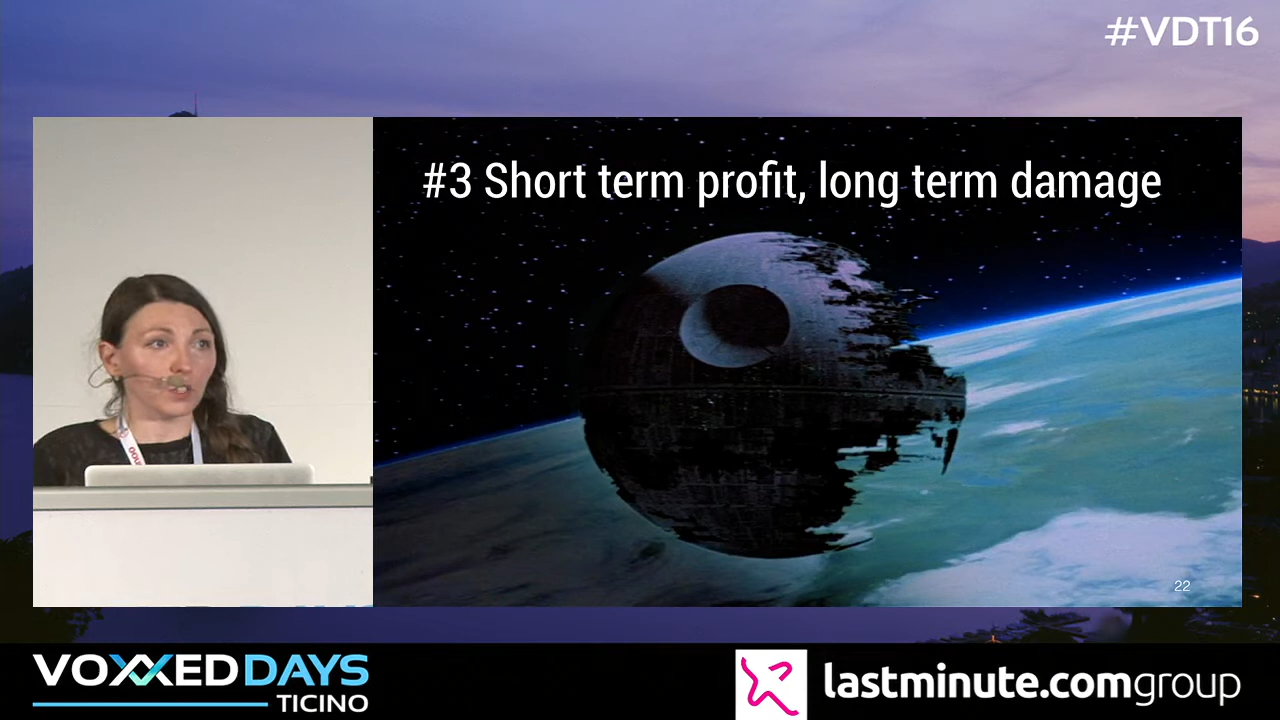 #VDT16
#3 Short term profit, long term damage
22
VOXXED DAYS
TICINO
lastminute.comgroup